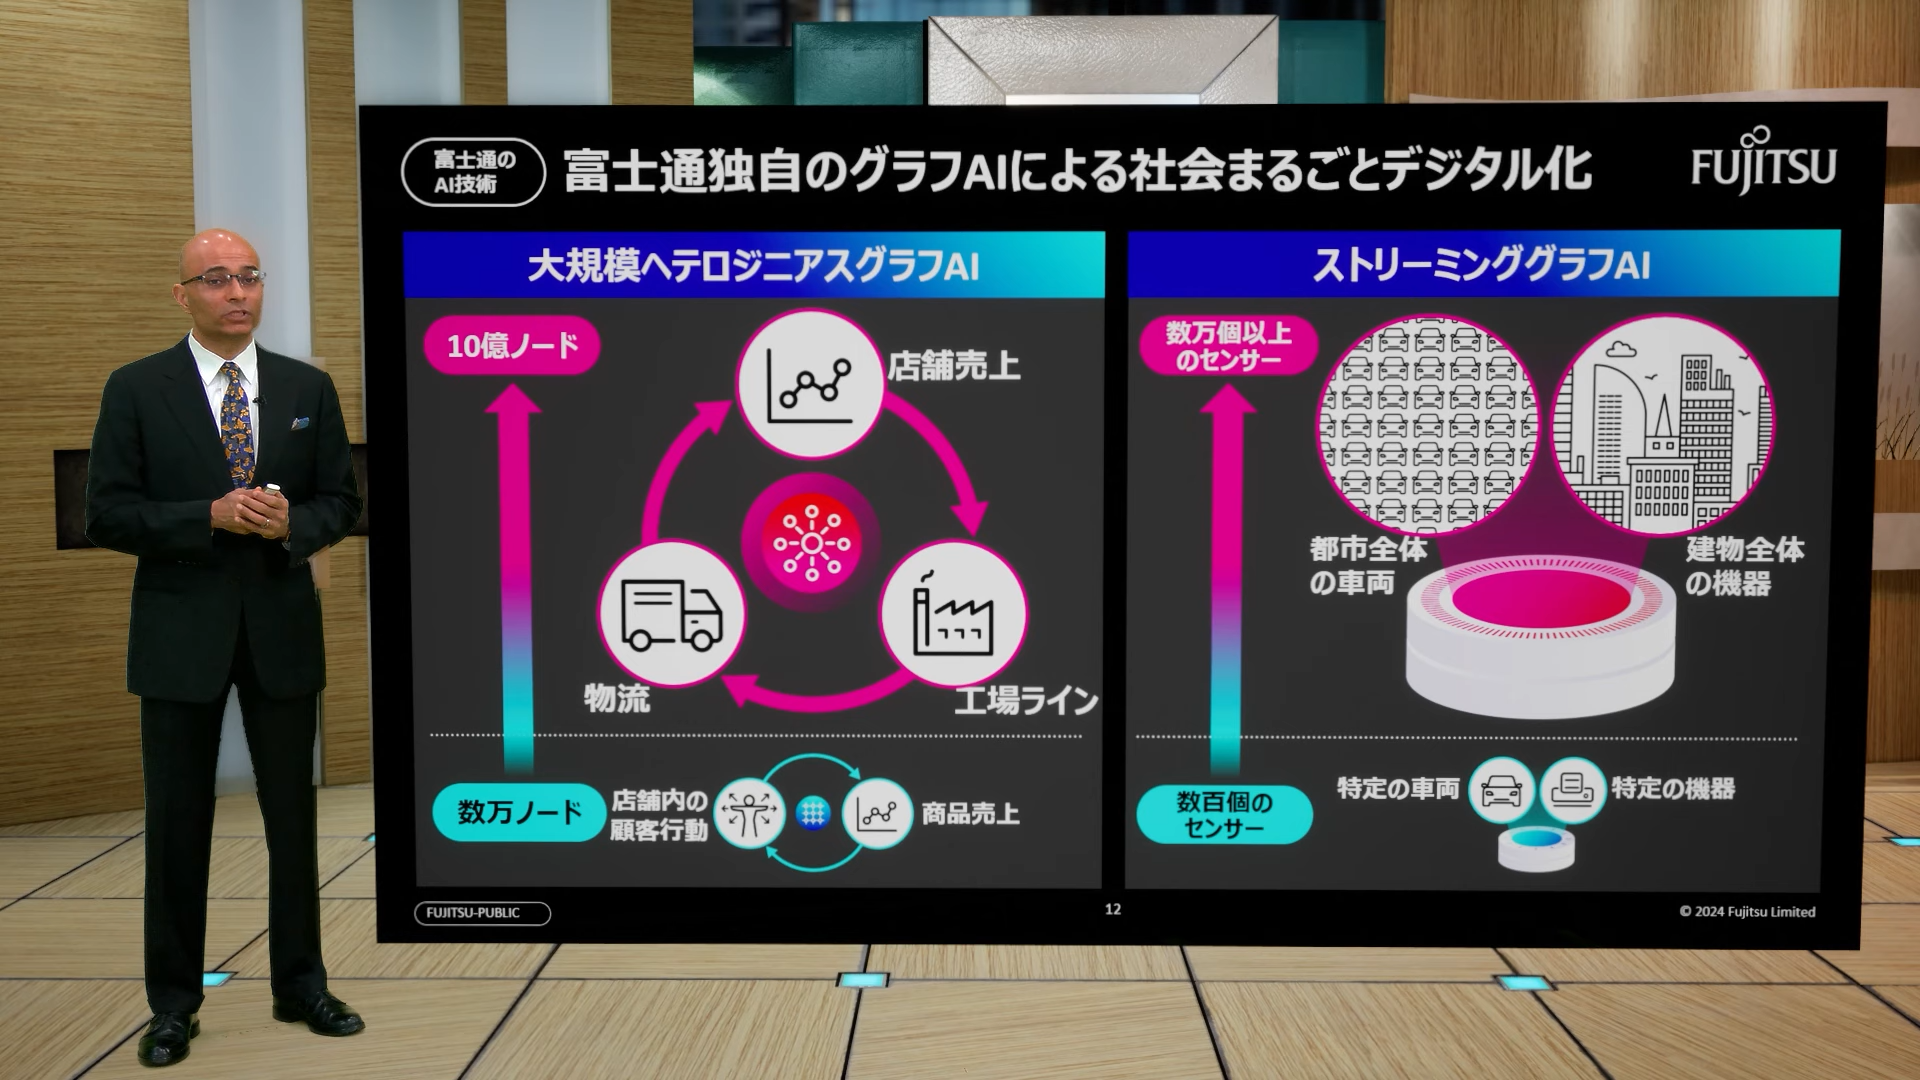 富士通の
AI技術
富士通独自のグラフAIによる社会まるごとデジタル化
FUJITSU
大規模ヘテロジニアスグラフAI
10億ノード
店舗売上
物流
工場ライン
数万ノード
店舗内の
顧客行動
商品売上
ストリーミンググラフAI
数万個以上
のセンサー
都市全体
の車両
建物全体
の機器
数百個の
センサー
特定の車両
特定の機器
FUJITSU-PUBLIC
12
© 2024 Fujitsu Limited